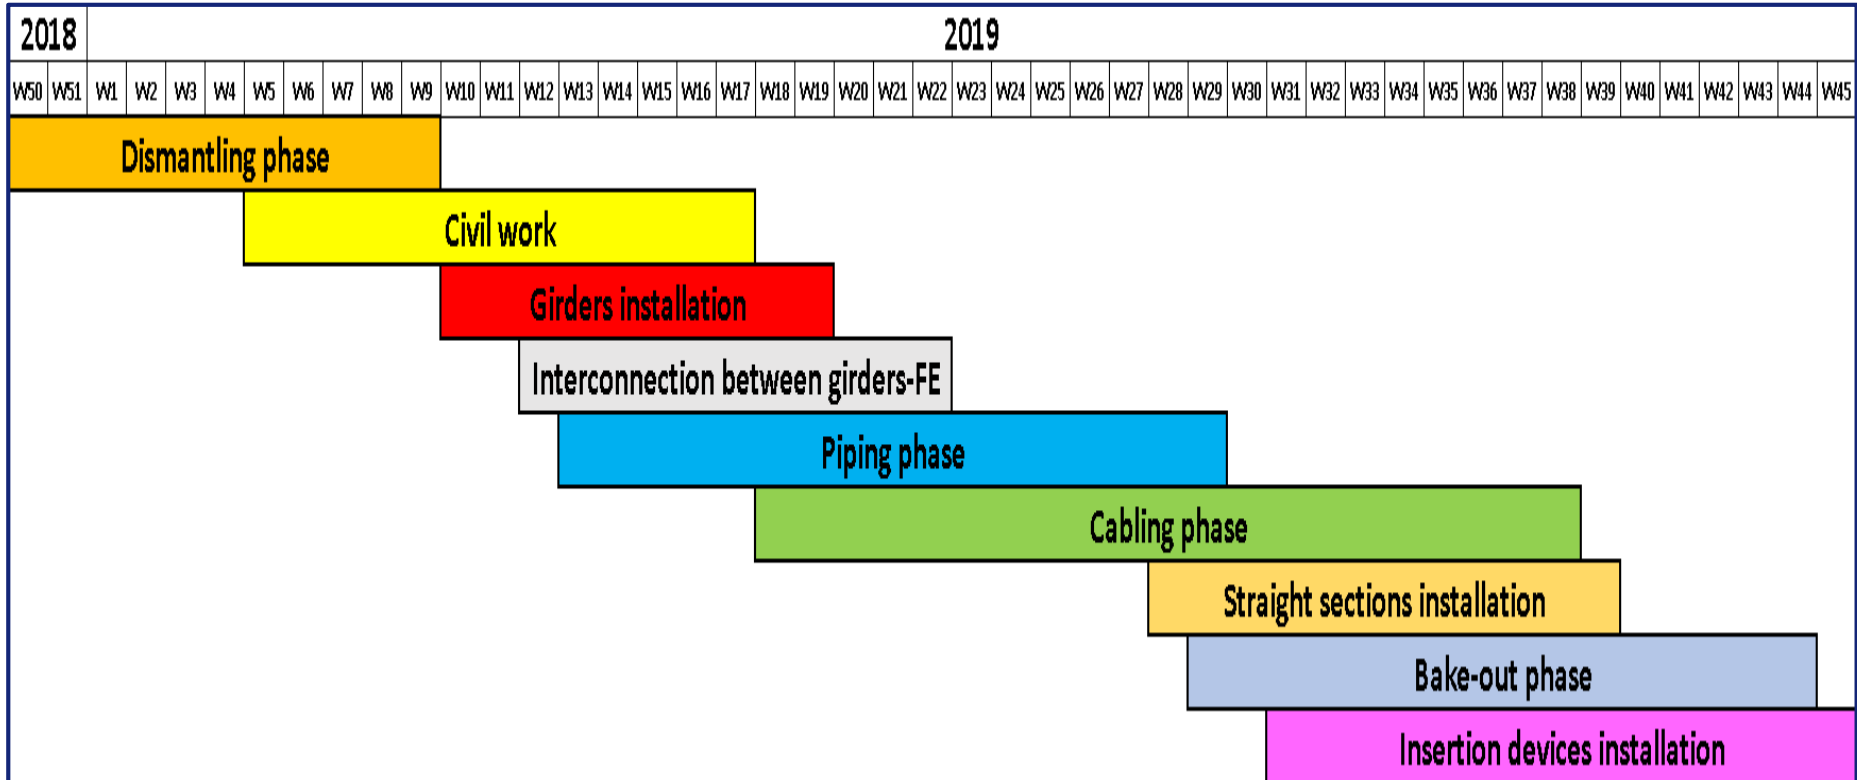 2018 2019
W50 W51 W1 W2 W3 W4 W5 W6 W7 W8 W9 W10 W11 W12 W13 W14 W15 W16 W17 W18 W19 W20 W21 W22 W23 W24 W25 W26 W27 W28 W29 W30 W31 W32 W33 W34 W35 W36 W37 W38 W39 W40 W41 W42 W43 W44 W45
Dismantling phase
Civil work
Girders installation
Interconnection between girders-FE
Piping phase
Cabling phase
Straight sections installation
Bake-out phase
Insertion devices installation